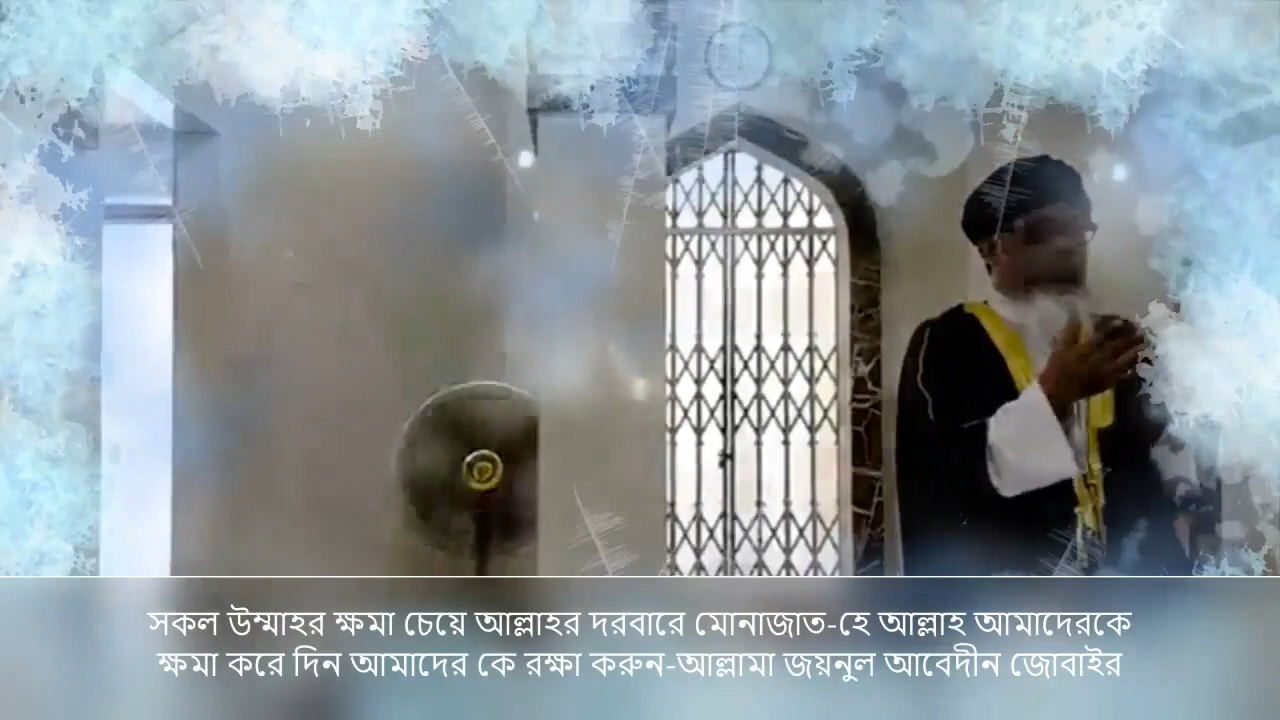 সকল উম্মাহর ক্ষমা চেয়ে আল্লাহর দরবারে মোনাজাত-হে আল্লাহ আমাদেরকে
ক্ষমা করে দিন আমাদের কে রক্ষা করুন-আল্লামা জয়নুল আবেদীন জোবাইর